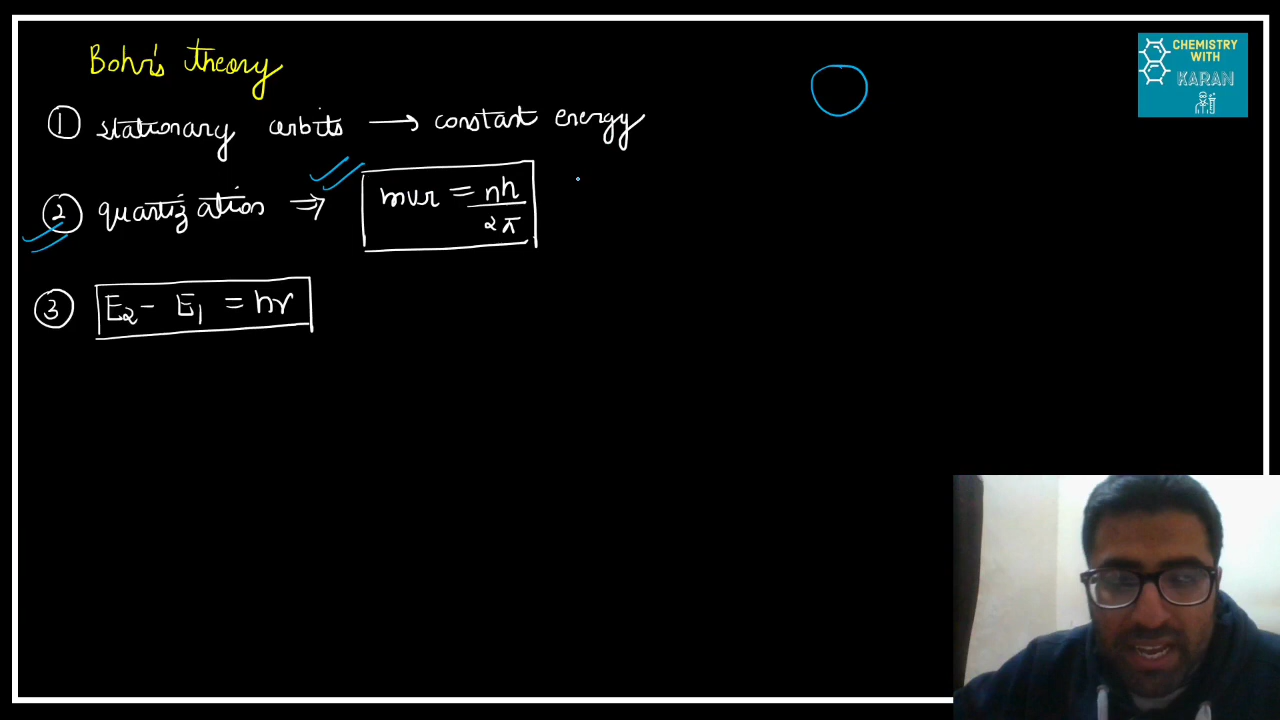 Bohr's theory
① stationary orbits → constant energy
② quantization ⇒ mvr = nh/2π
③ E₂ - E₁ = hν
CHEMISTRY
WITH
KARAN